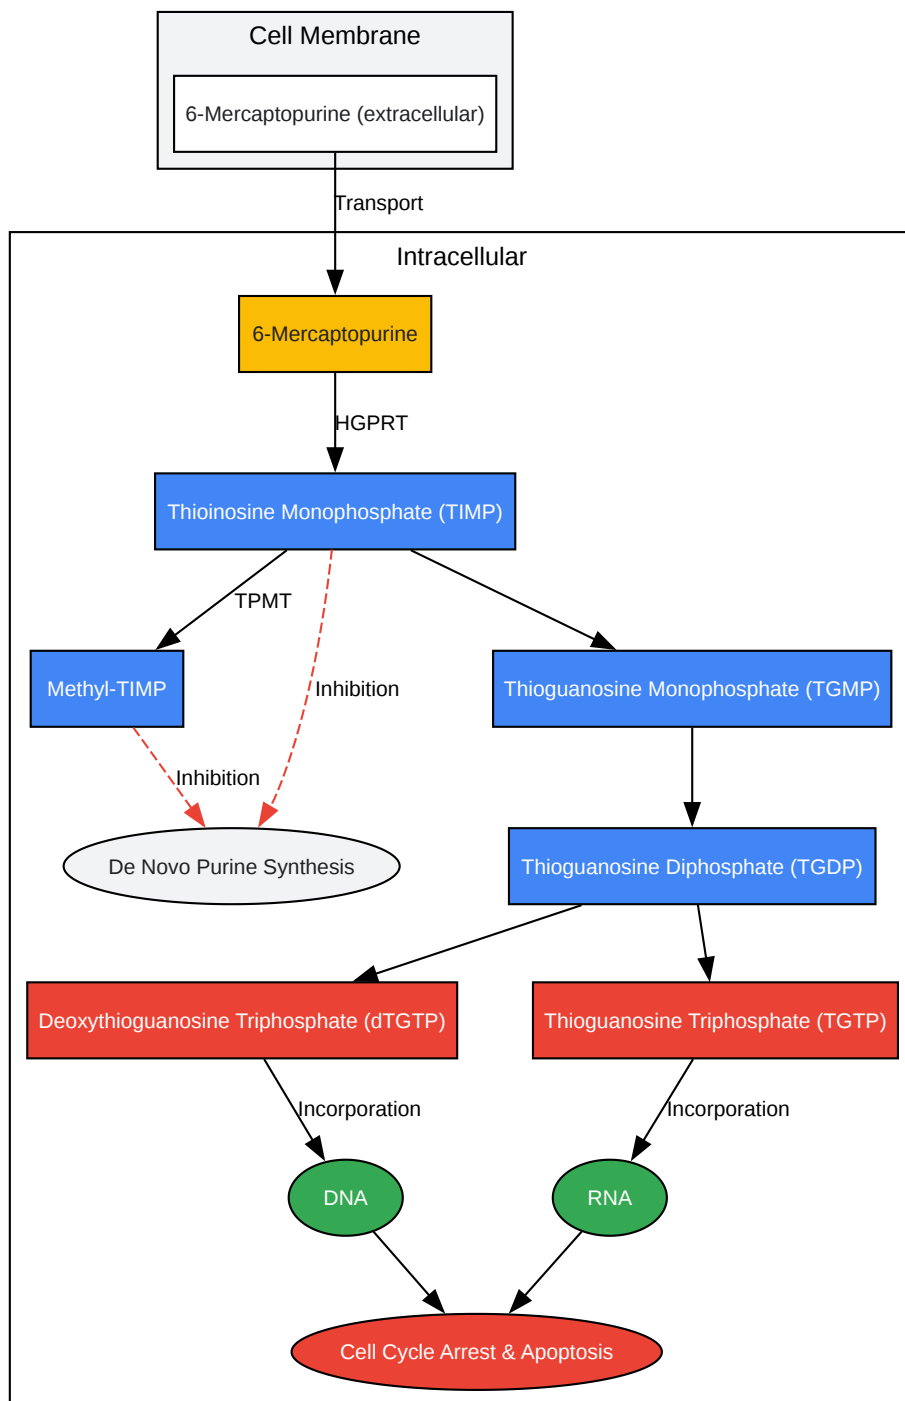 Cell Membrane
6-Mercaptopurine (extracellular)
Transport
Intracellular
6-Mercaptopurine
HGPRT
Thioinosine Monophosphate (TIMP)
TPMT
Methyl-TIMP
Inhibition
Thioguanosine Monophosphate (TGMP)
Inhibition
De Novo Purine Synthesis
Thioguanosine Diphosphate (TGDP)
Deoxythioguanosine Triphosphate (dTGTP)
Thioguanosine Triphosphate (TGTP)
Incorporation
Incorporation
DNA
RNA
Cell Cycle Arrest & Apoptosis